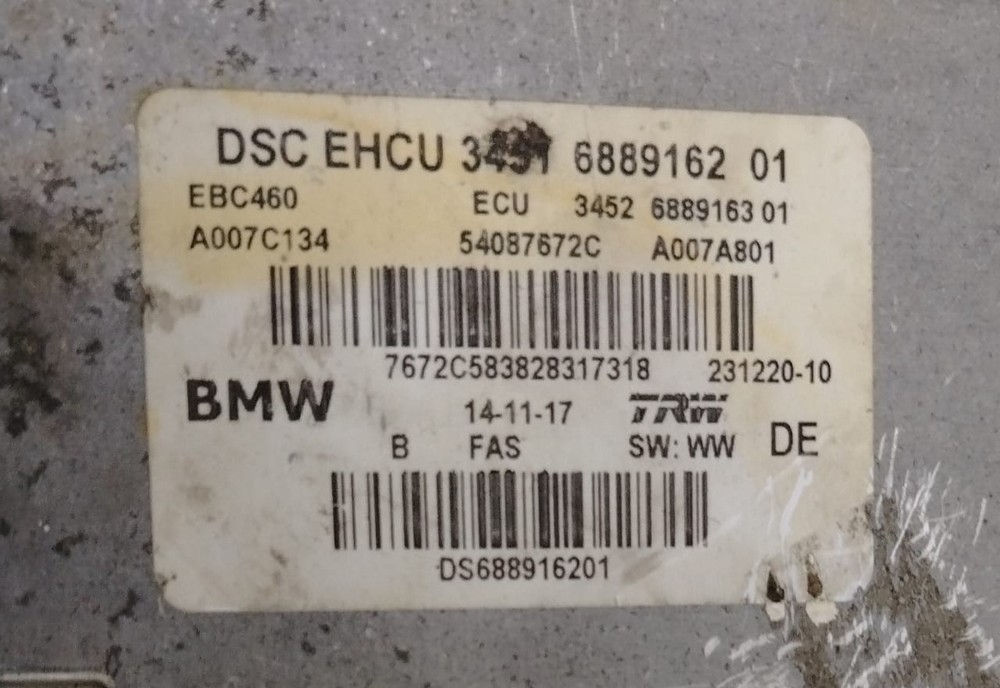 DSC EHCU 3451 6889162 01
EBC460 ECU 3452 6889163 01
A007C134 54087672C A007A801
7672C583828317318 231220-10
BMW 14-11-17 TRW
B FAS SW: WW DE
DS688916201